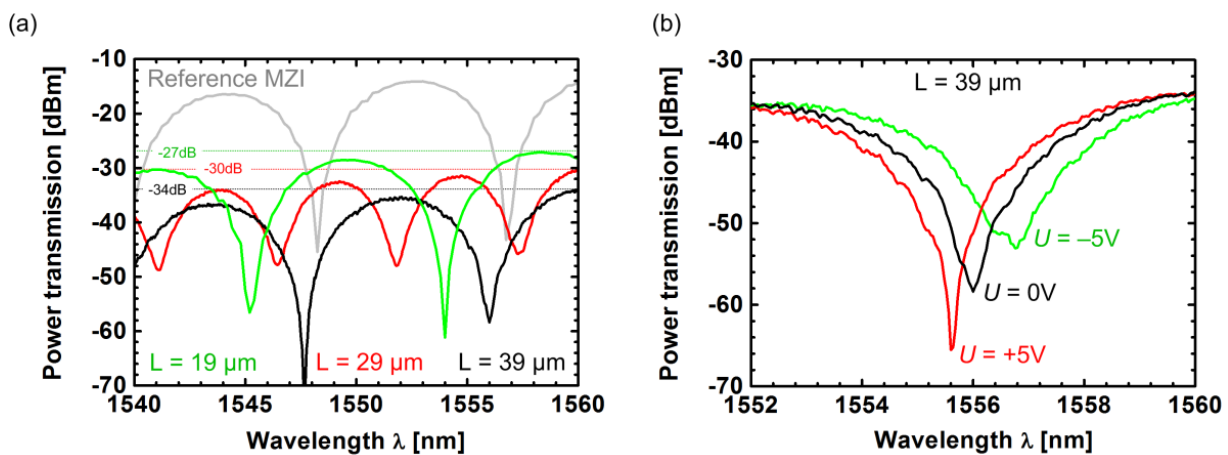 (a)
Power transmission [dBm]
-10
-20
-30
-40
-50
-60
-70
Reference MZI
-27dB
-30dB
-34dB
L = 19 μm L = 29 μm L = 39 μm
1540 1545 1550 1555 1560
Wavelength λ [nm]
(b)
Power transmission [dBm]
-30
-40
-50
-60
-70
L = 39 μm
U = –5V
U = 0V
U = +5V
1552 1554 1556 1558 1560
Wavelength λ [nm]